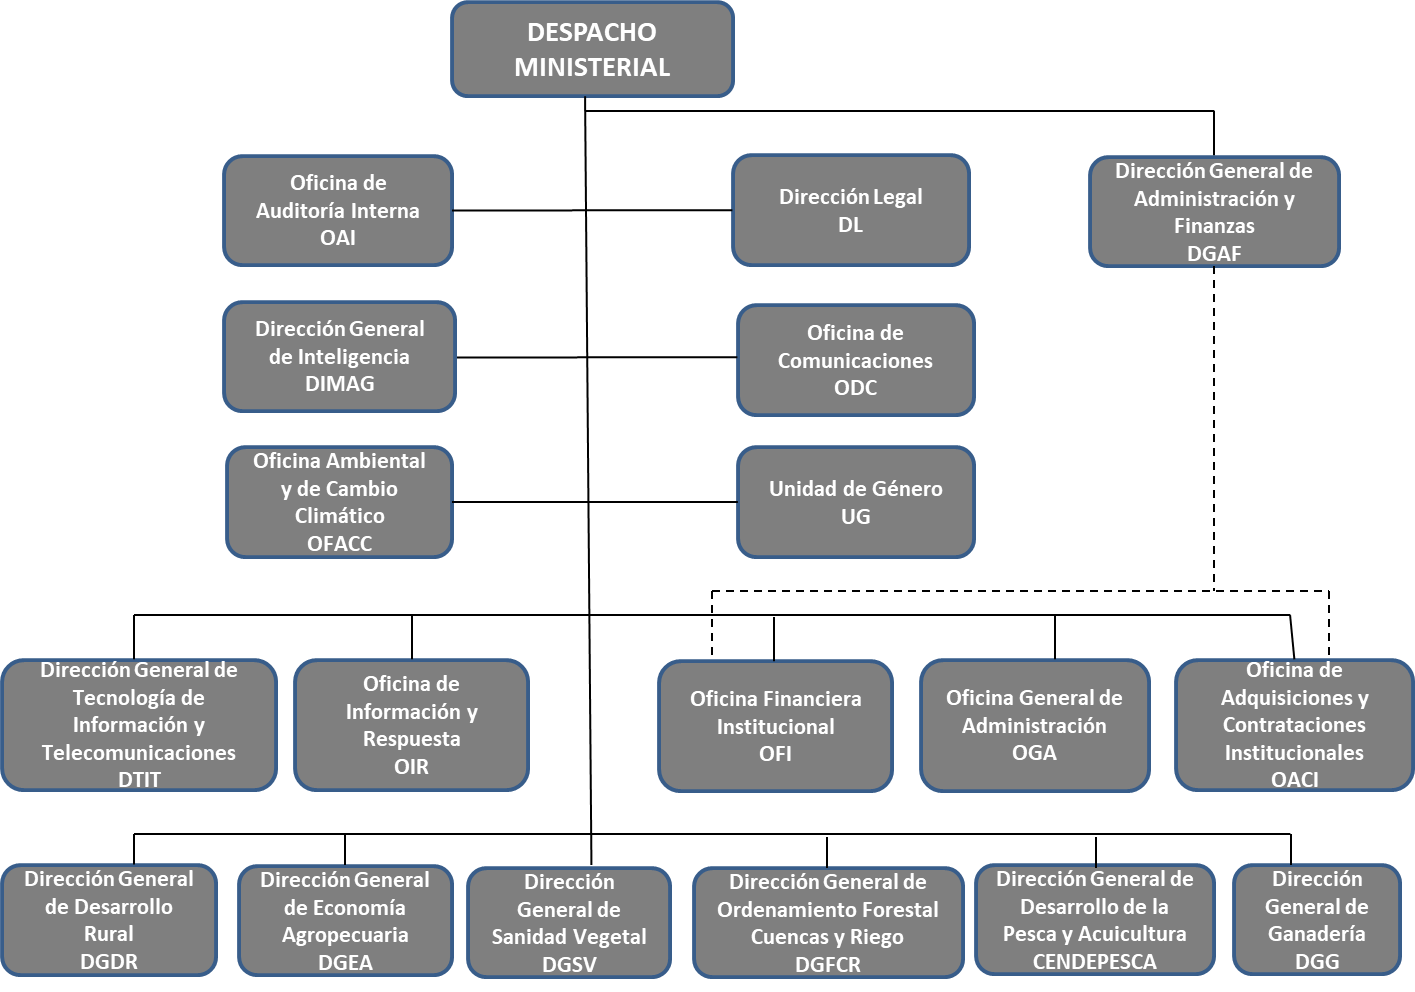 DESPACHO
MINISTERIAL
Oficina de
Auditoría Interna
OAI
Dirección Legal
DL
Dirección General de
Administración y
Finanzas
DGAF
Dirección General
de Inteligencia
DIMAG
Oficina de
Comunicaciones
ODC
Oficina Ambiental
y de Cambio
Climático
OFACC
Unidad de Género
UG
Dirección General de
Tecnología de
Información y
Telecomunicaciones
DTIT
Oficina de
Información y
Respuesta
OIR
Oficina Financiera
Institucional
OFI
Oficina General de
Administración
OGA
Oficina de
Adquisiciones y
Contrataciones
Institucionales
OACI
Dirección General
de Desarrollo
Rural
DGDR
Dirección General
de Economía
Agropecuaria
DGEA
Dirección
General de
Sanidad Vegetal
DGSV
Dirección General de
Ordenamiento Forestal
Cuencas y Riego
DGFCR
Dirección General de
Desarrollo de la
Pesca y Acuicultura
CENDEPESCA
Dirección
General de
Ganadería
DGG